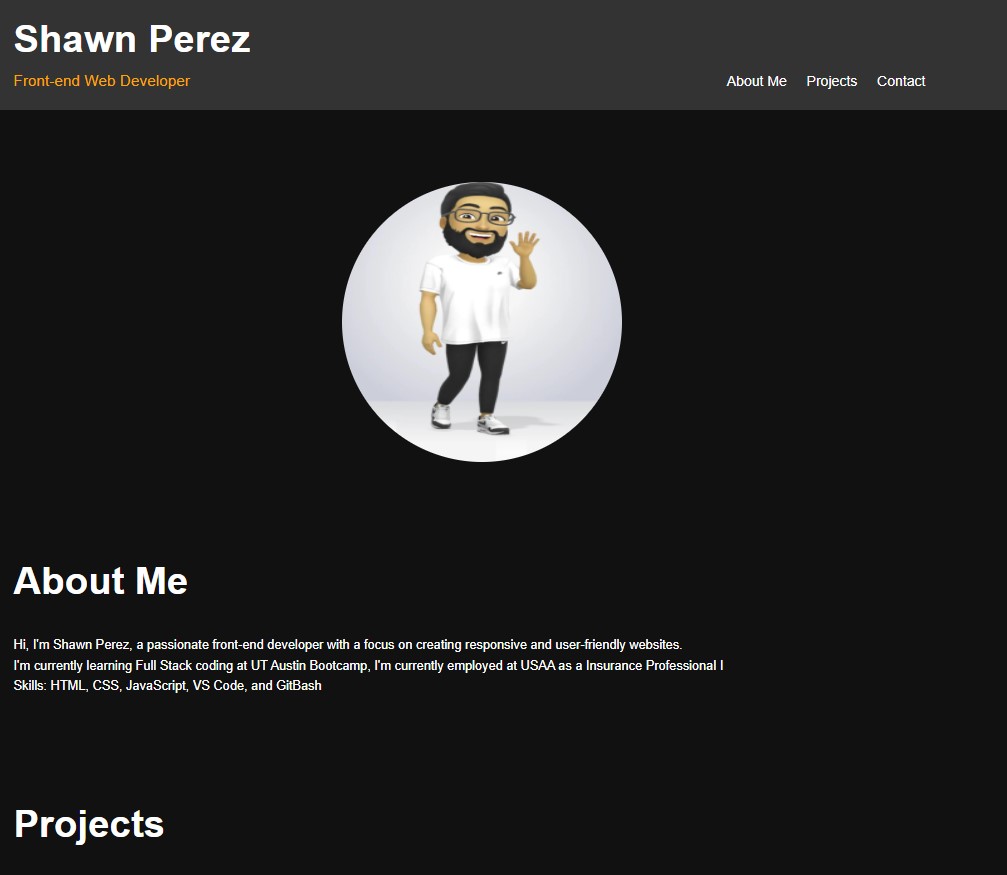 Shawn Perez
Front-end Web Developer
About Me Projects Contact
About Me
Hi, I'm Shawn Perez, a passionate front-end developer with a focus on creating responsive and user-friendly websites.
I'm currently learning Full Stack coding at UT Austin Bootcamp, I'm currently employed at USAA as a Insurance Professional I
Skills: HTML, CSS, JavaScript, VS Code, and GitBash
Projects